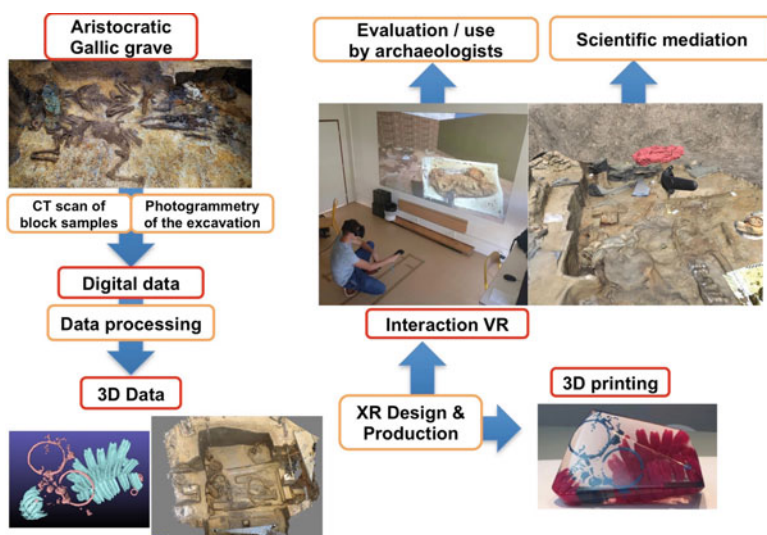 Aristocratic
Gallic grave
CT scan of
block samples
Photogrammetry
of the excavation
Digital data
Data processing
3D Data
Evaluation / use
by archaeologists
Scientific mediation
Interaction VR
XR Design &
Production
3D printing